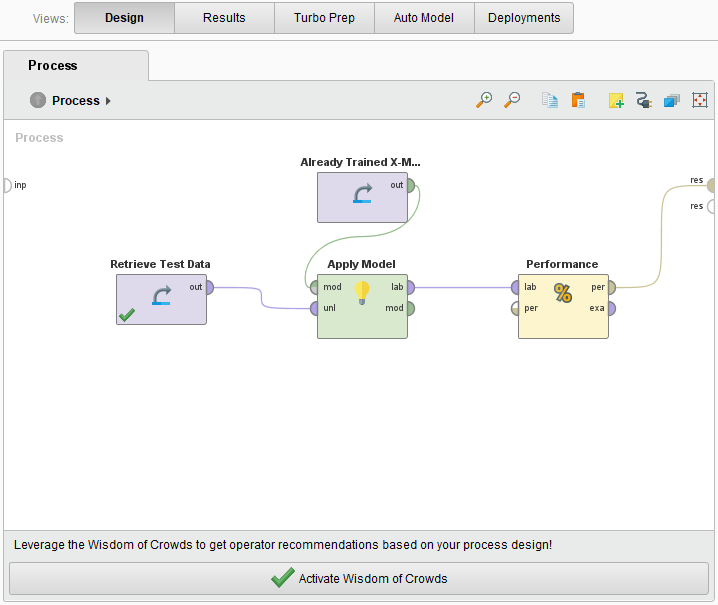 Views:
Design
Results
Turbo Prep
Auto Model
Deployments
Process
Process
Process
Already Trained X-M...
inp
out
res
res
Retrieve Test Data
Apply Model
Performance
out
mod
lab
unl
mod
lab
per
per
exa
%
Leverage the Wisdom of Crowds to get operator recommendations based on your process design!
Activate Wisdom of Crowds